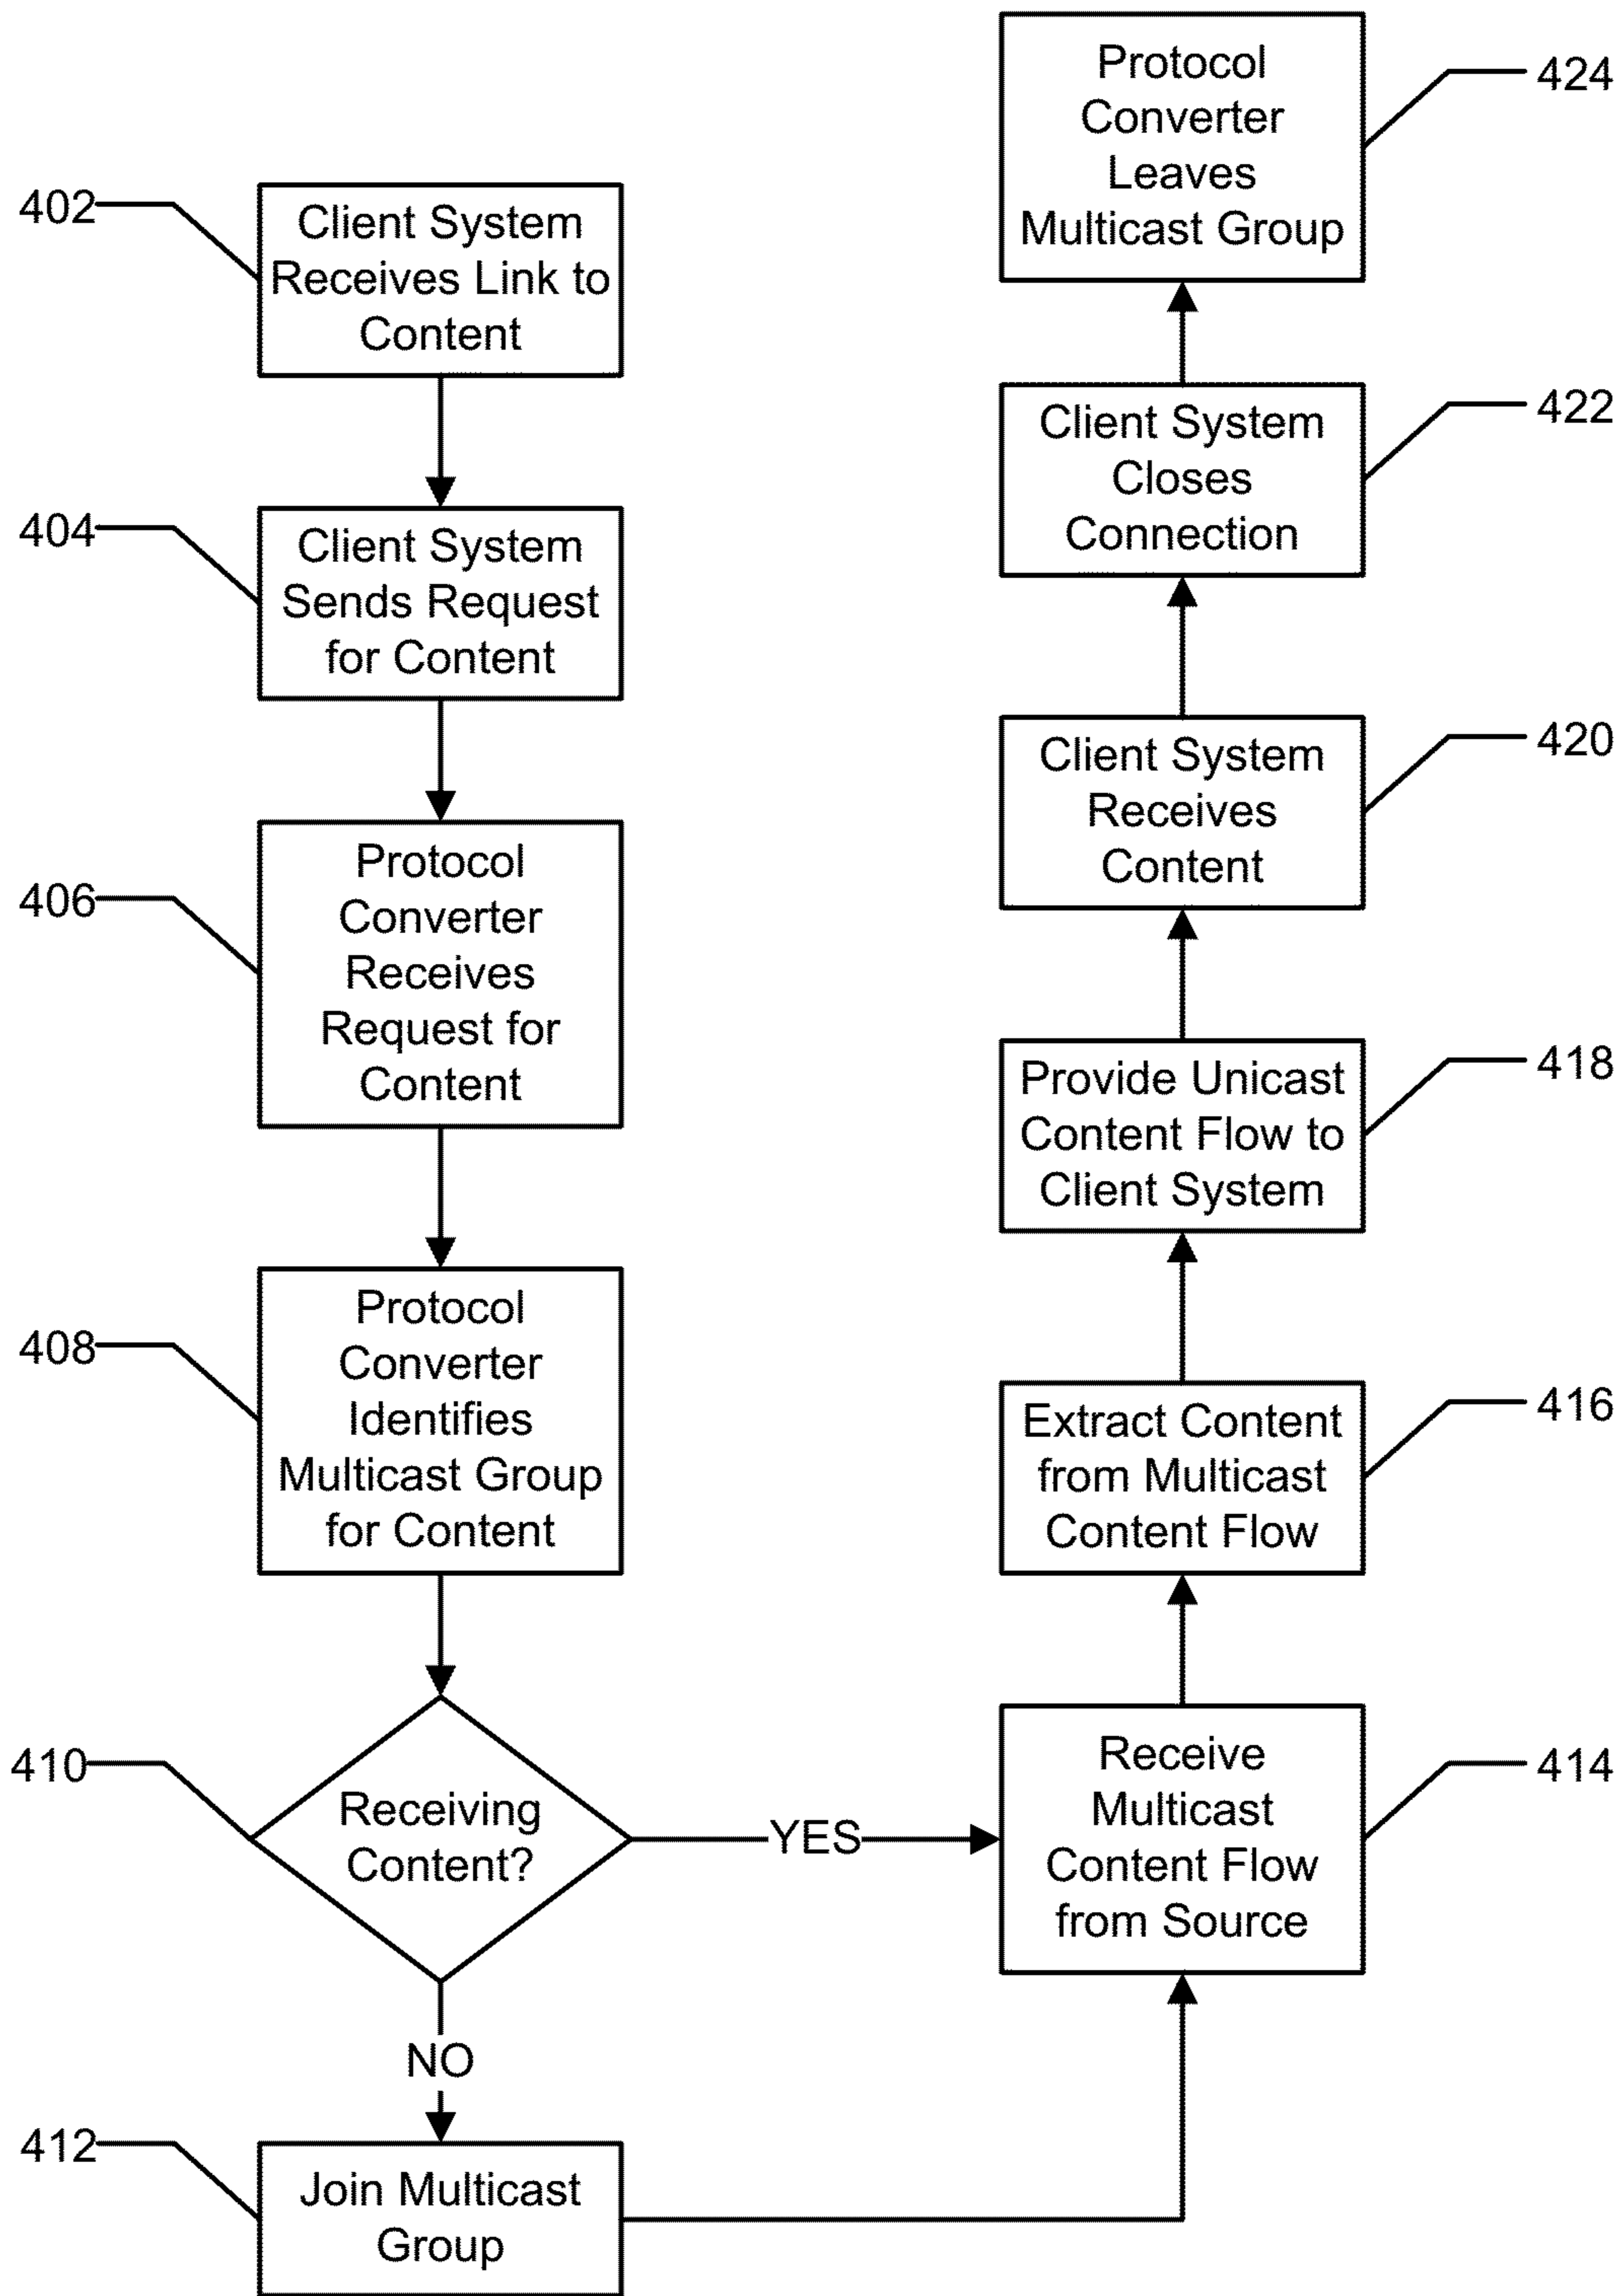 402
Client System
Receives Link to
Content
404
Client System
Sends Request
for Content
406
Protocol
Converter
Receives
Request for
Content
408
Protocol
Converter
Identifies
Multicast Group
for Content
410
Receiving
Content?
YES
NO
412
Join Multicast
Group
Receive
Multicast
Content Flow
from Source
414
Extract Content
from Multicast
Content Flow
416
Provide Unicast
Content Flow to
Client System
418
Client System
Receives
Content
420
Client System
Closes
Connection
422
Protocol
Converter
Leaves
Multicast Group
424